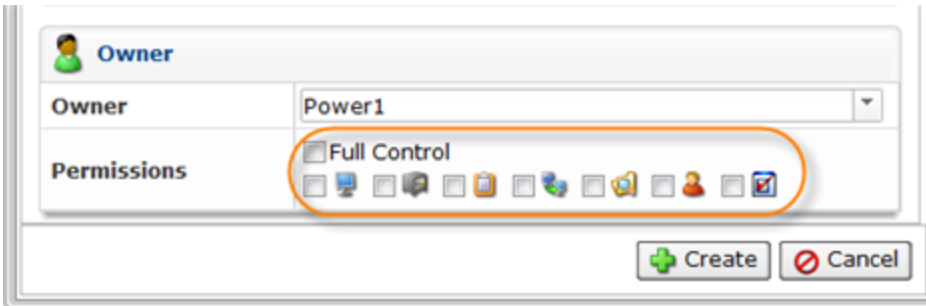 Owner
Owner Power1
Permissions Full Control
Create Cancel